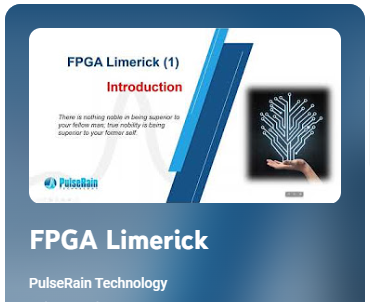 FPGA Limerick (1)
Introduction
There is nothing noble in being superior to
your fellow man; true nobility is being
superior to your former self.
PulseRain
TECHNOLOGY
FPGA Limerick
PulseRain Technology